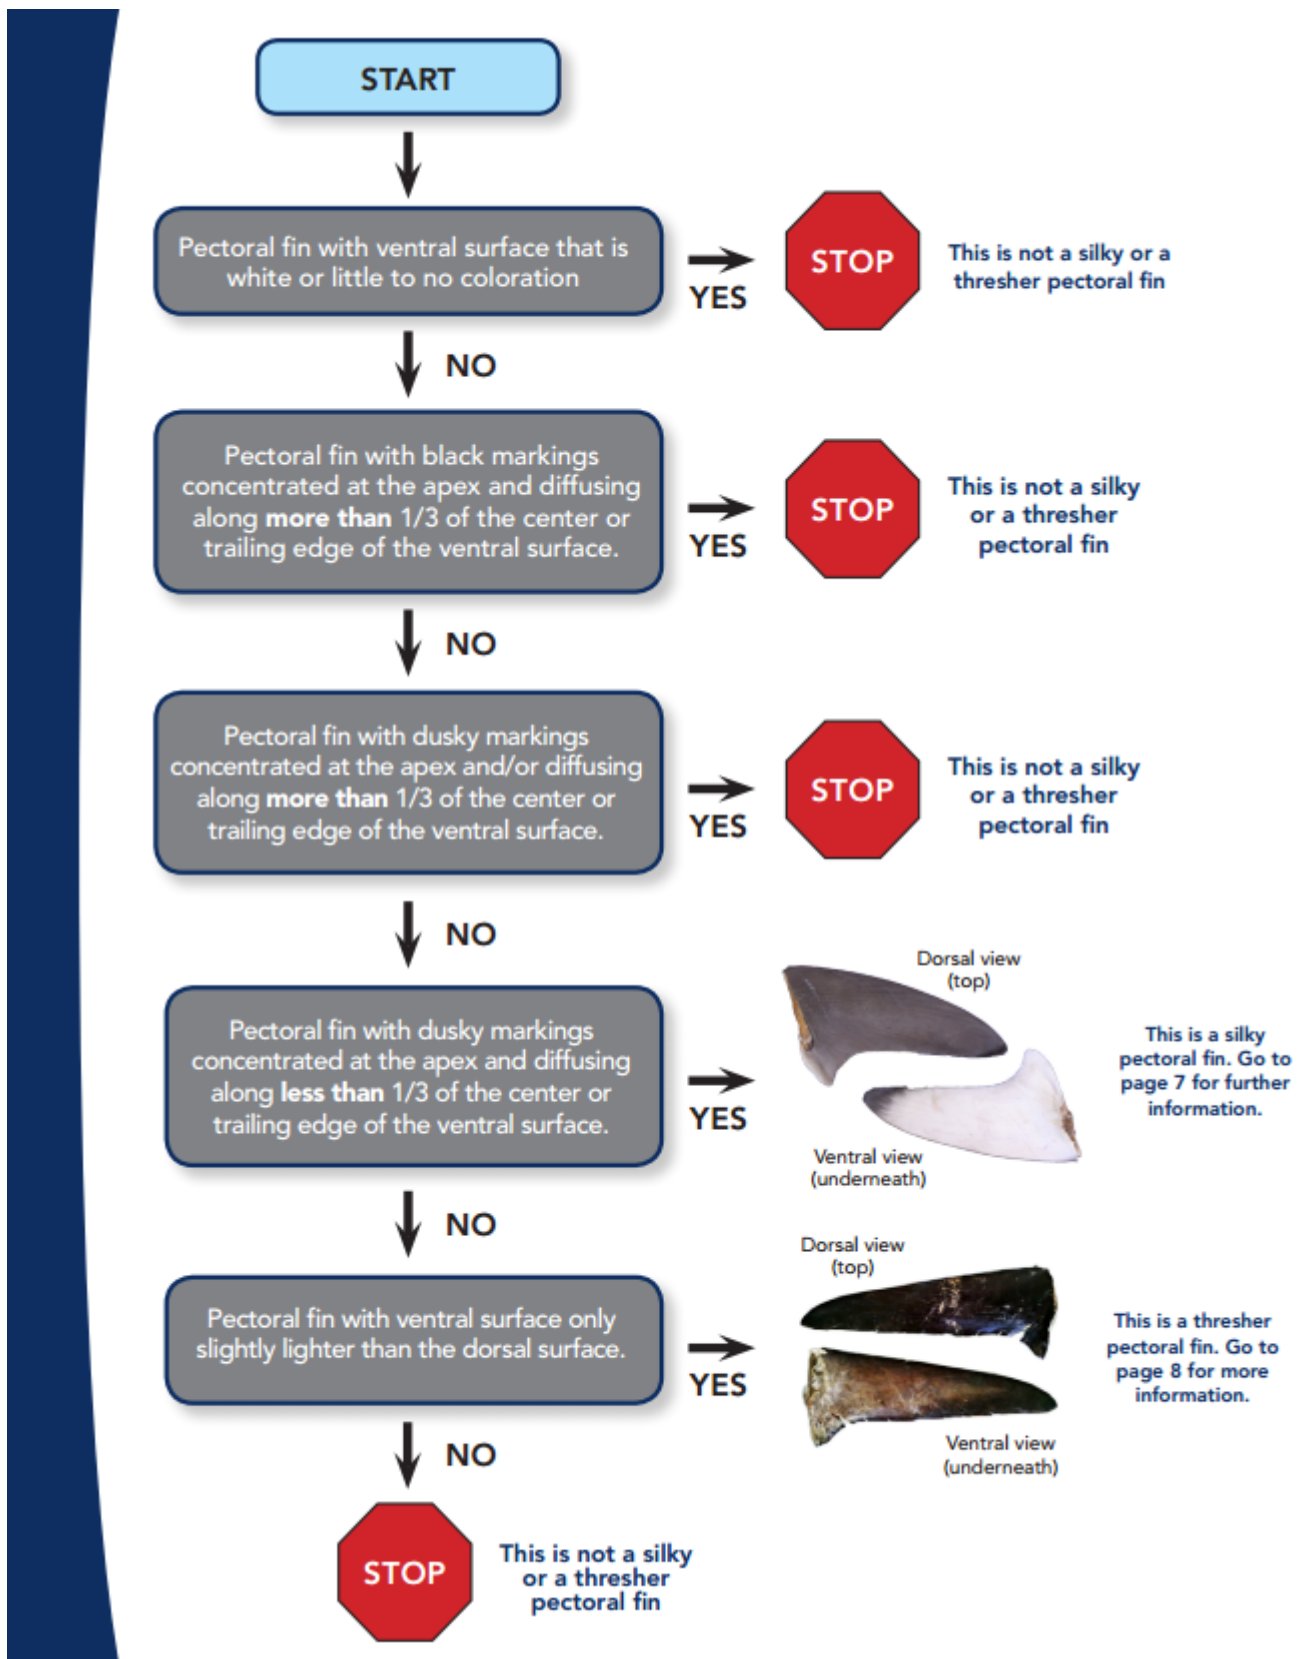 START
Pectoral fin with ventral surface that is
white or little to no coloration
YES
STOP
This is not a silky or a
thresher pectoral fin
NO
Pectoral fin with black markings
concentrated at the apex and diffusing
along more than 1/3 of the center or
trailing edge of the ventral surface.
YES
STOP
This is not a silky
or a thresher
pectoral fin
NO
Pectoral fin with dusky markings
concentrated at the apex and/or diffusing
along more than 1/3 of the center or
trailing edge of the ventral surface.
YES
STOP
This is not a silky
or a thresher
pectoral fin
NO
Pectoral fin with dusky markings
concentrated at the apex and diffusing
along less than 1/3 of the center or
trailing edge of the ventral surface.
YES
Dorsal view
(top)
Ventral view
(underneath)
This is a silky
pectoral fin. Go to
page 7 for further
information.
NO
Pectoral fin with ventral surface only
slightly lighter than the dorsal surface.
YES
Dorsal view
(top)
Ventral view
(underneath)
This is a thresher
pectoral fin. Go to
page 8 for more
information.
NO
STOP
This is not a silky
or a thresher
pectoral fin